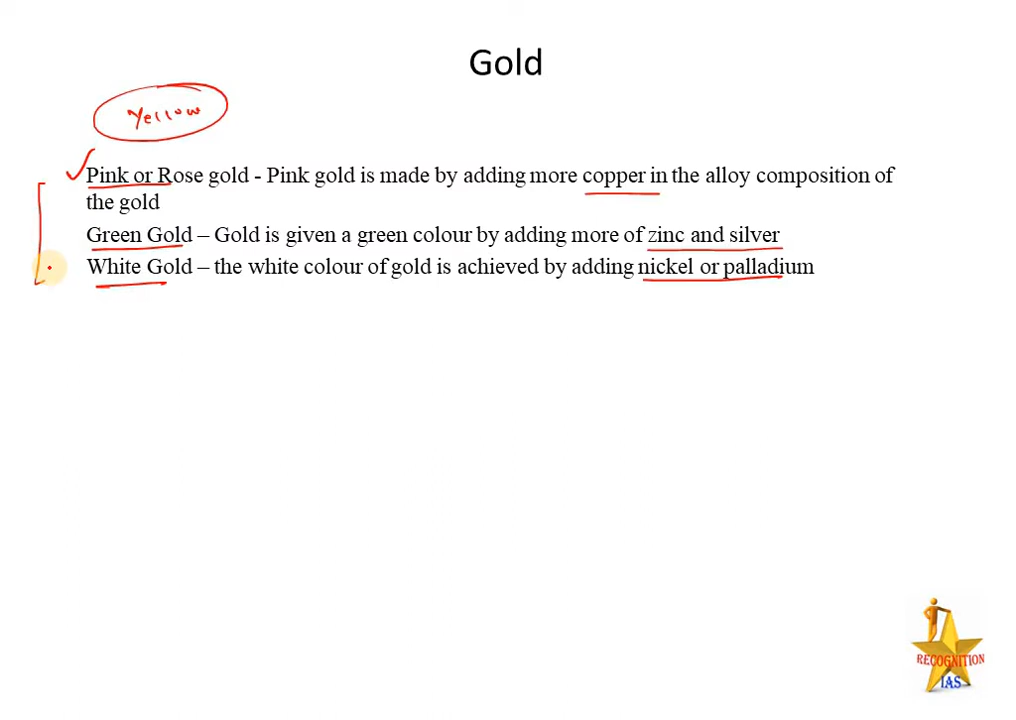 Gold
Yellow
Pink or Rose gold - Pink gold is made by adding more copper in the alloy composition of
the gold
Green Gold – Gold is given a green colour by adding more of zinc and silver
White Gold – the white colour of gold is achieved by adding nickel or palladium
RECOGNITION
IAS